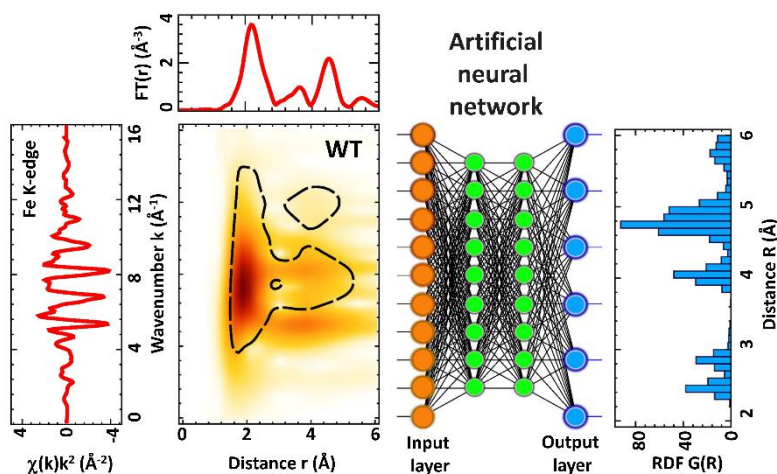 FT(r) (Å⁻³)
4
2
0
Artificial
neural
network
Fe K-edge
16
12
8
4
0
Wavenumber k (Å⁻¹)
4 0 -4
χ(k)k² (Å⁻²)
WT
0 2 4 6
Distance r (Å)
Input
layer
Output
layer
6
5
4
3
2
Distance R (Å)
80 60 40 20 0
RDF G(R)